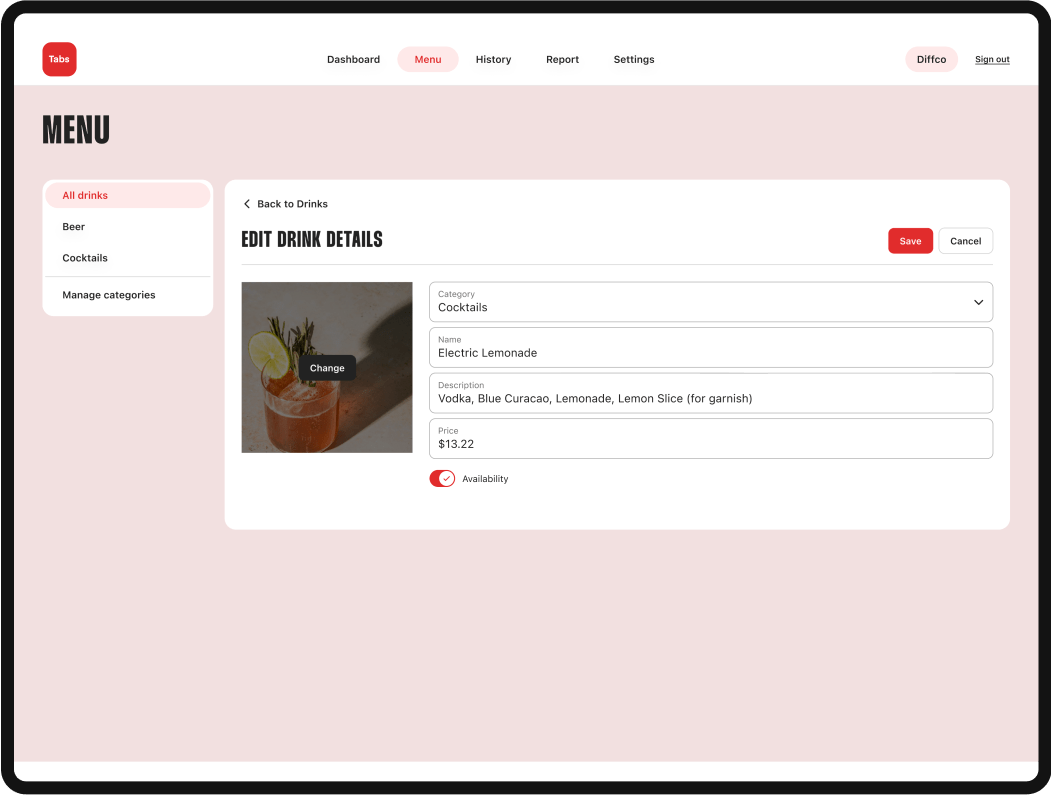 Tabs
Dashboard Menu History Report Settings
Diffco
Sign out
MENU
All drinks
Beer
Cocktails
Manage categories
Back to Drinks
EDIT DRINK DETAILS
Save
Cancel
Change
Category
Cocktails
Name
Electric Lemonade
Description
Vodka, Blue Curacao, Lemonade, Lemon Slice (for garnish)
Price
$13.22
Availability